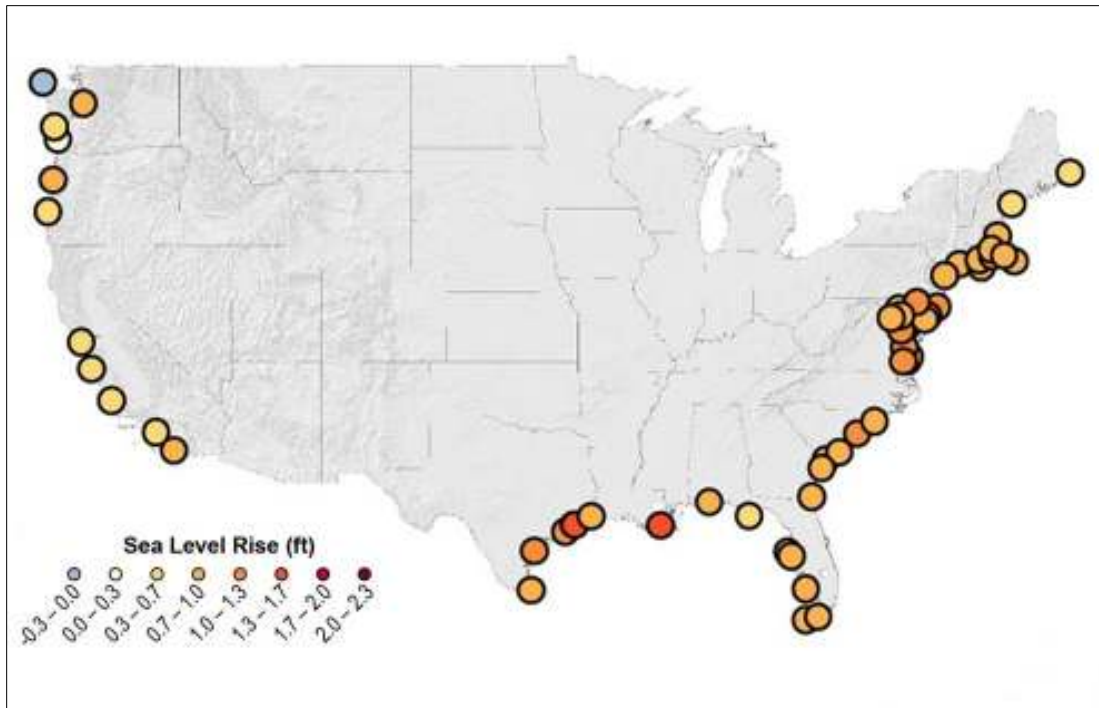 Sea Level Rise (ft)
-0.3 – 0.0
0.0 – 0.3
0.3 – 0.7
0.7 – 1.0
1.0 – 1.3
1.3 – 1.7
1.7 – 2.0
2.0 – 2.3